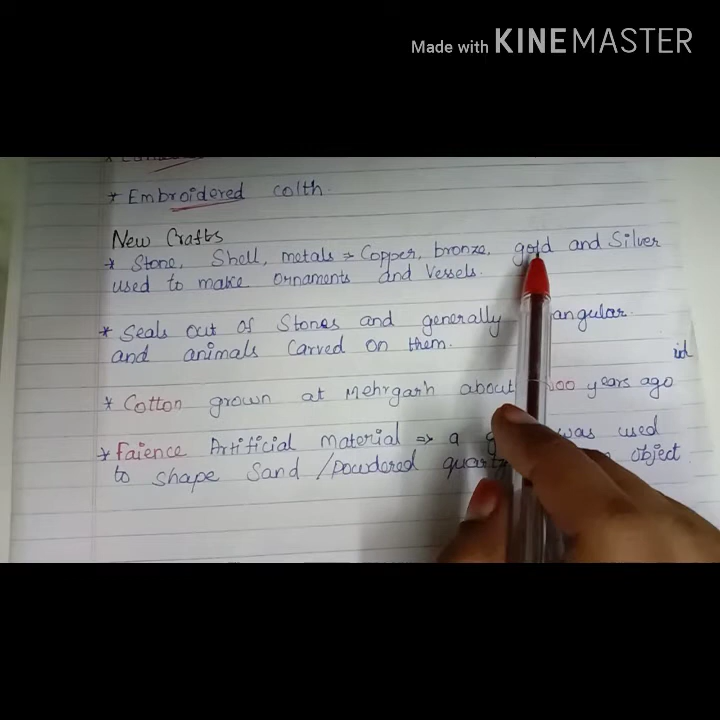 Made with KINEMASTER
* Embroidered colth.
New Crafts
* Stone, Shell, metals ⇒ Copper, bronze, gold and Silver
used to make ornaments and Vessels.
* Seals out of Stones and generally angular.
and animals Carved on them.
* Cotton grown at Mehrgarh about 00 years ago
* Faience Artificial material ⇒ a was used
to shape Sand /powdered object